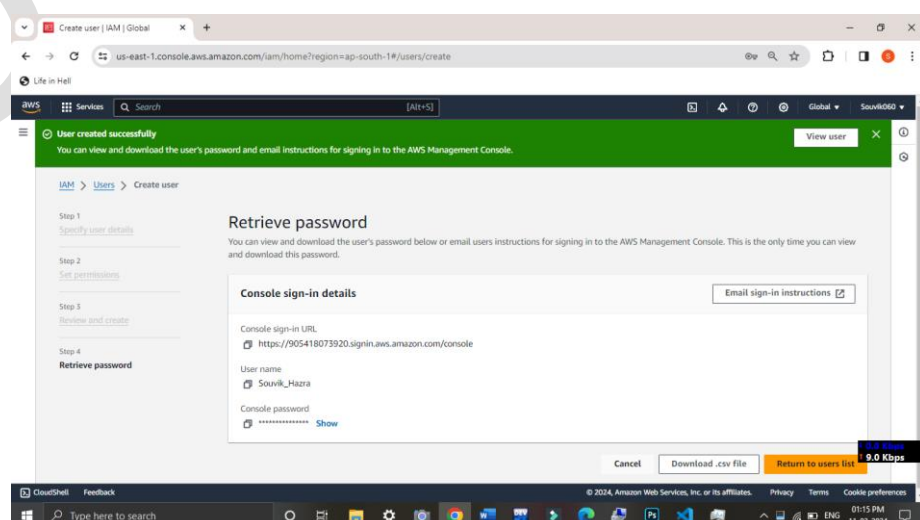 Create user | IAM | Global
us-east-1.console.aws.amazon.com/iam/home?region=ap-south-1#/users/create
Life in Hell
aws Services Search [Alt+S] Global Souvik060
User created successfully
You can view and download the user's password and email instructions for signing in to the AWS Management Console.
View user
IAM > Users > Create user
Step 1
Specify user details
Step 2
Set permissions
Step 3
Review and create
Step 4
Retrieve password
Retrieve password
You can view and download the user's password below or email users instructions for signing in to the AWS Management Console. This is the only time you can view
and download this password.
Console sign-in details
Email sign-in instructions
Console sign-in URL
https://905418073920.signin.aws.amazon.com/console
User name
Souvik_Hazra
Console password
*************** Show
Cancel Download .csv file Return to users list
9.0 Kbps
CloudShell Feedback © 2024, Amazon Web Services, Inc. or its affiliates. Privacy Terms Cookie preferences
Type here to search
Ps
ENG
01:15 PM